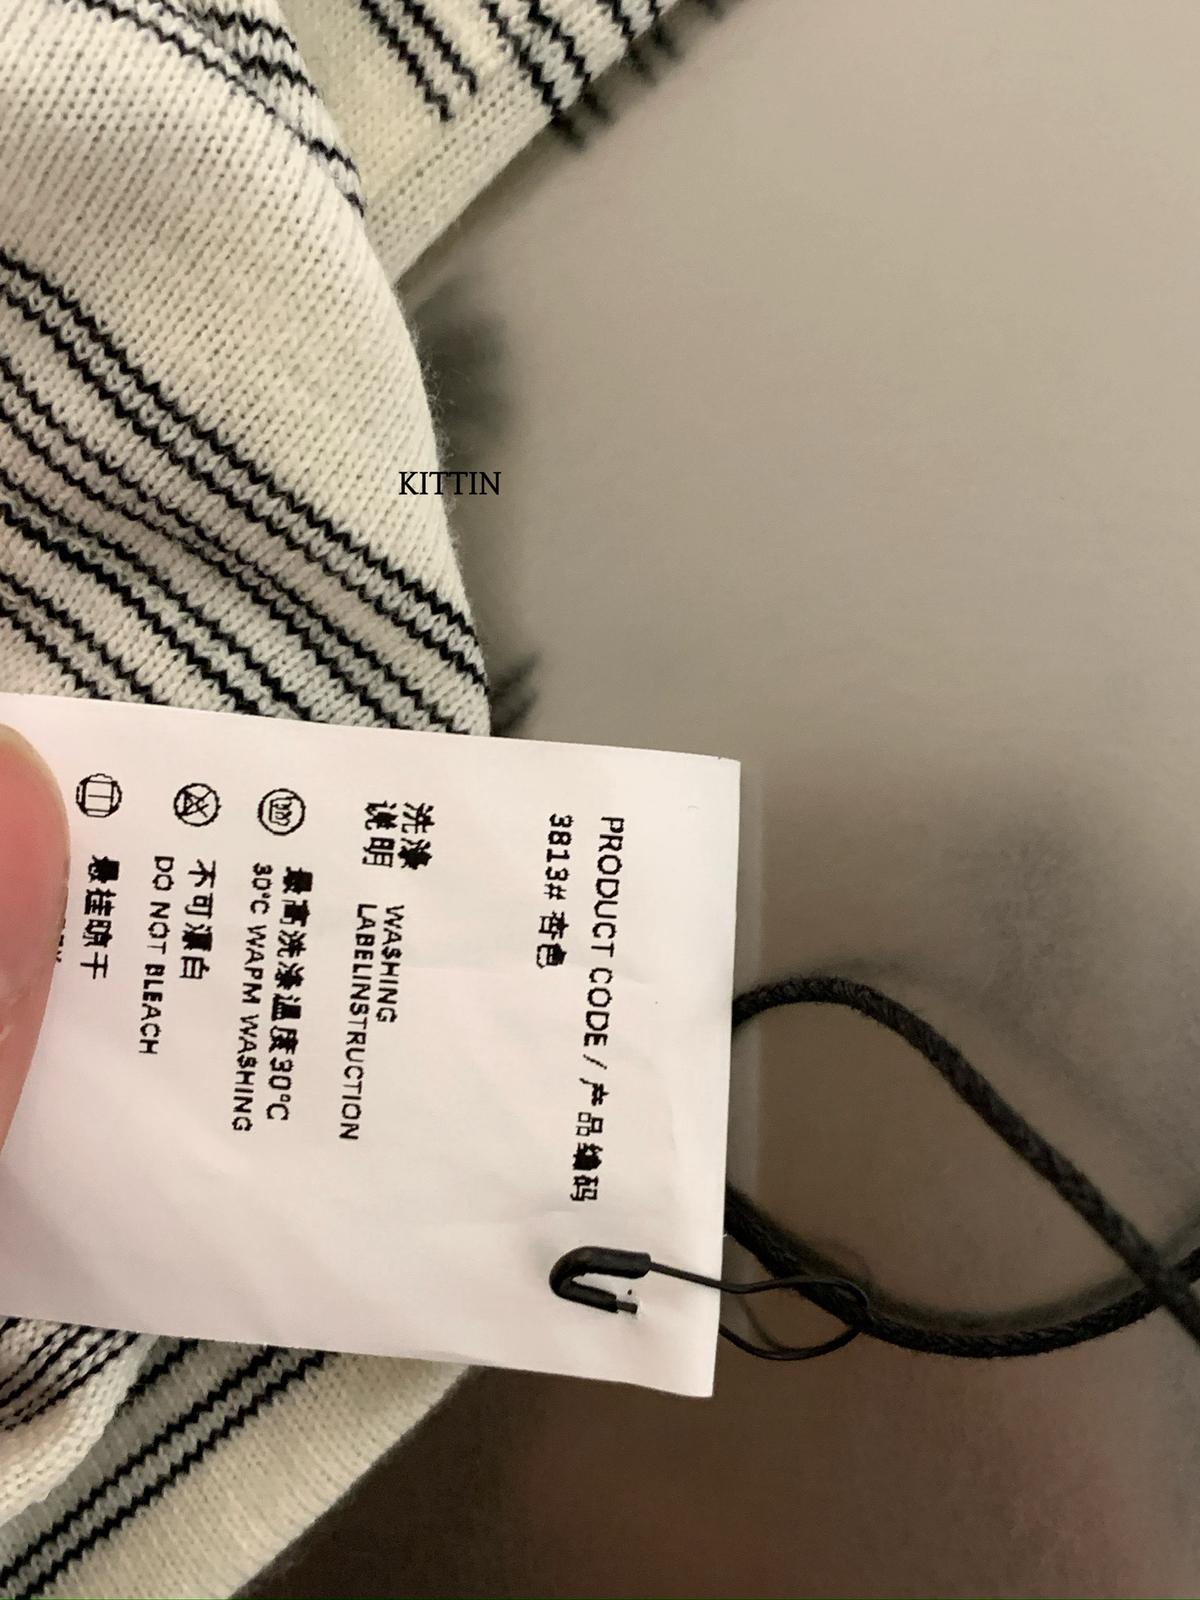 KITTIN
PRODUCT CODE / 产品编码
3813# 杏色
洗涤
说明
WASHING
LABELINSTRUCTION
最高洗涤温度30°C
30°C WAPM WASHING
不可漂白
DO NOT BLEACH
悬挂晾干